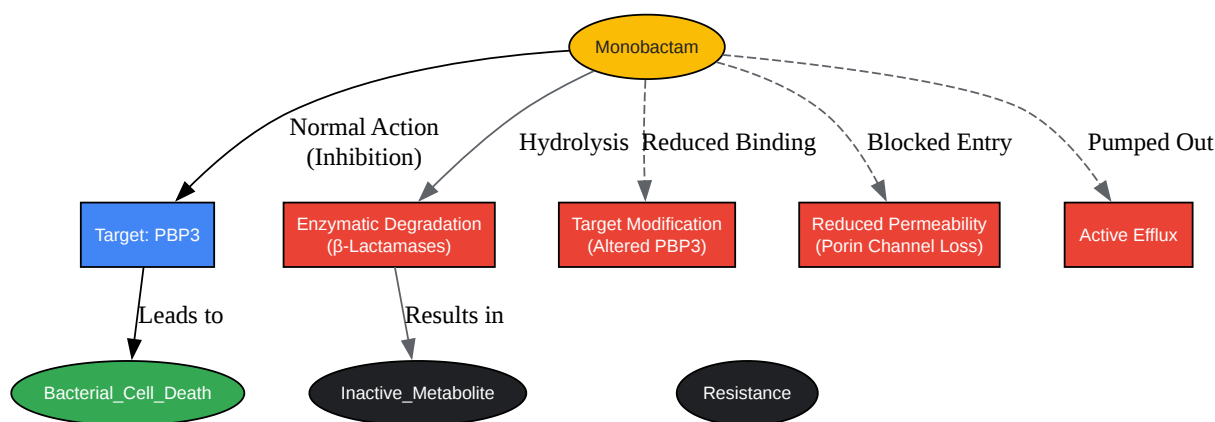 Monobactam
Normal Action
(Inhibition)
Hydrolysis
Reduced Binding
Blocked Entry
Pumped Out
Target: PBP3
Enzymatic Degradation
(β-Lactamases)
Target Modification
(Altered PBP3)
Reduced Permeability
(Porin Channel Loss)
Active Efflux
Leads to
Results in
Bacterial_Cell_Death
Inactive_Metabolite
Resistance